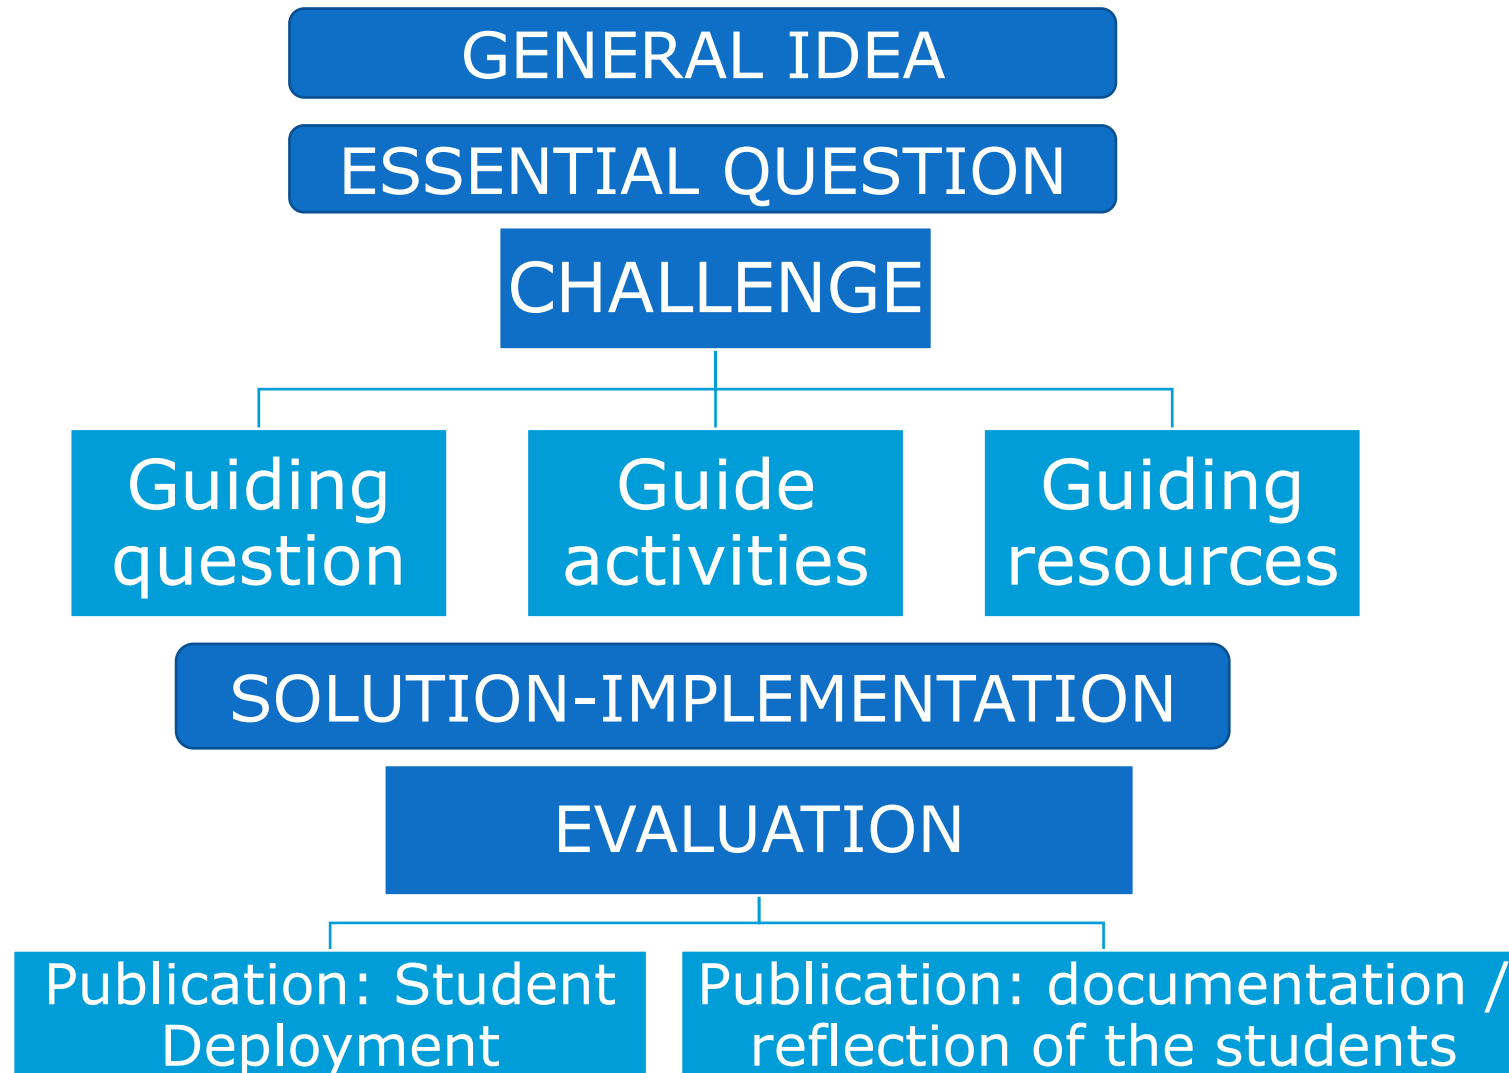 GENERAL IDEA
ESSENTIAL QUESTION
CHALLENGE
Guiding
question
Guide
activities
Guiding
resources
SOLUTION-IMPLEMENTATION
EVALUATION
Publication: Student
Deployment
Publication: documentation /
reflection of the students